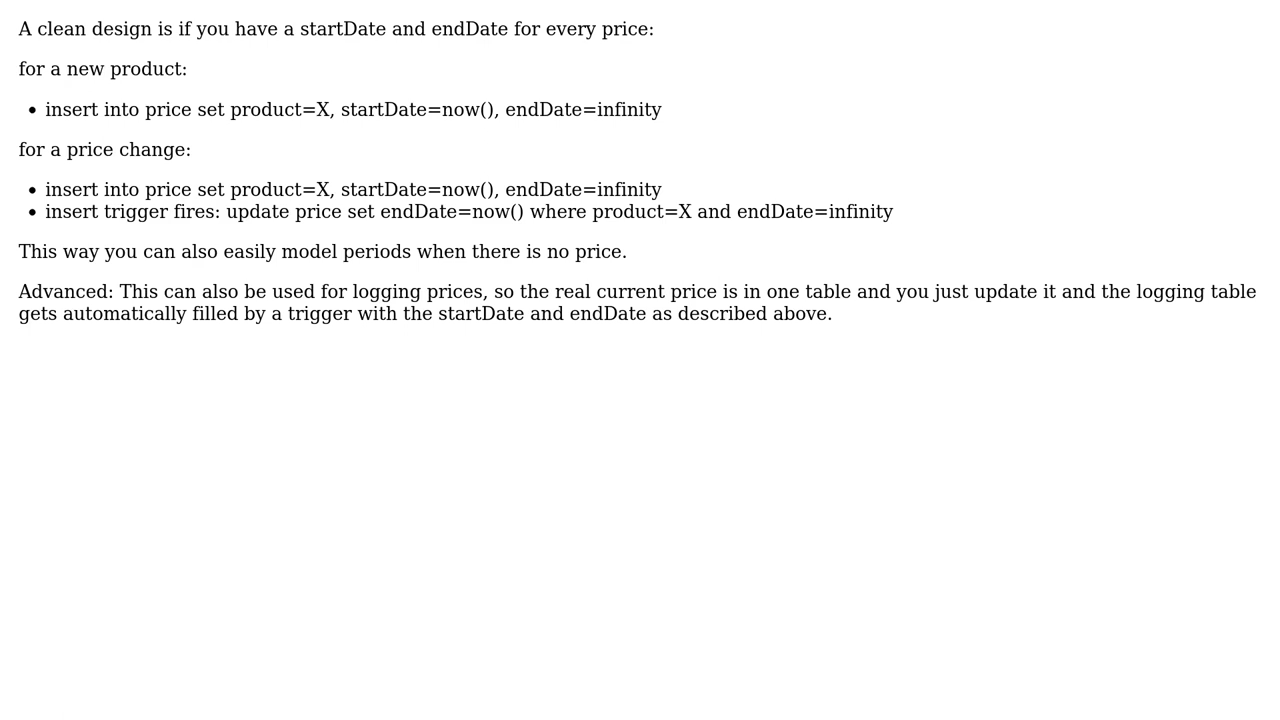 A clean design is if you have a startDate and endDate for every price:
for a new product:
• insert into price set product=X, startDate=now(), endDate=infinity
for a price change:
• insert into price set product=X, startDate=now(), endDate=infinity
• insert trigger fires: update price set endDate=now() where product=X and endDate=infinity
This way you can also easily model periods when there is no price.
Advanced: This can also be used for logging prices, so the real current price is in one table and you just update it and the logging table
gets automatically filled by a trigger with the startDate and endDate as described above.